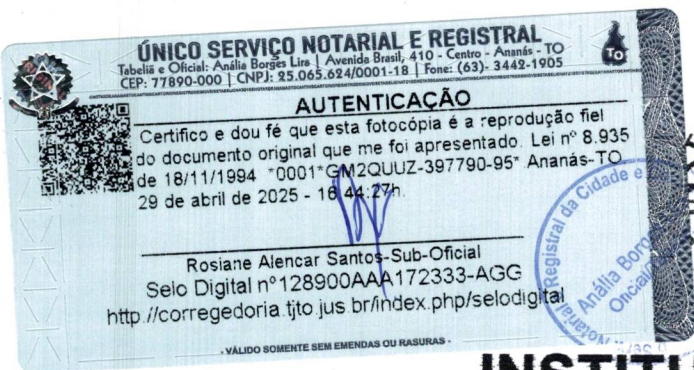 ÚNICO SERVIÇO NOTARIAL E REGISTRAL
Tabeliã e Oficial: Anália Borges Lira | Avenida Brasil, 410 - Centro - Ananás - TO
CEP: 77890-000 | CNPJ: 25.065.624/0001-18 | Fone: (63)- 3442-1905
TO
AUTENTICAÇÃO
Certifico e dou fé que esta fotocópia é a reprodução fiel
do documento original que me foi apresentado. Lei nº 8.935
de 18/11/1994 *0001*GM2QUUZ-397790-95* Ananás-TO,
29 de abril de 2025 - 16:44:27h.
Rosiane Alencar Santos-Sub-Oficial
Selo Digital nº128900AAA172333-AGG
http://corregedoria.tjto.jus.br/index.php/selodigital
- VÁLIDO SOMENTE SEM EMENDAS OU RASURAS -
Notarial e Registral da Cidade e
Anália Borges
Oficial